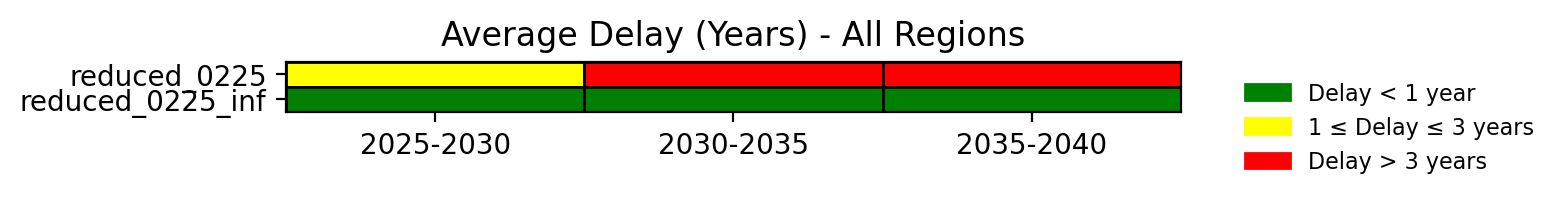 Average Delay (Years) - All Regions
reduced_0225
reduced_0225_inf
2025-2030
2030-2035
2035-2040
Delay < 1 year
1 ≤ Delay ≤ 3 years
Delay > 3 years